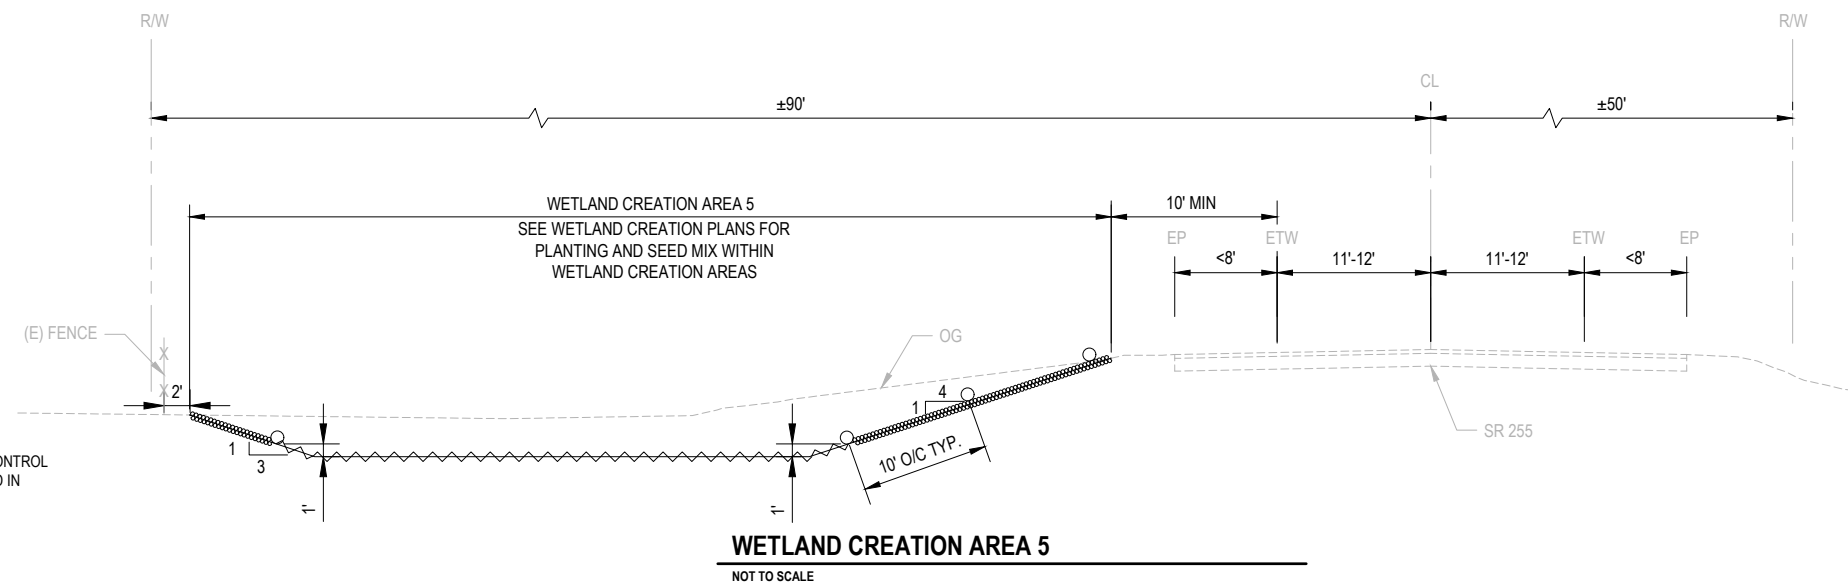 R/W
R/W
CL
±90'
±50'
WETLAND CREATION AREA 5
10' MIN
SEE WETLAND CREATION PLANS FOR
PLANTING AND SEED MIX WITHIN
WETLAND CREATION AREAS
EP
ETW
ETW
EP
<8'
11'-12'
11'-12'
<8'
(E) FENCE
X
X
OG
2'
4
1
SR 255
1
3
10' O/C TYP.
ONTROL
IN
1'
1'
WETLAND CREATION AREA 5
NOT TO SCALE